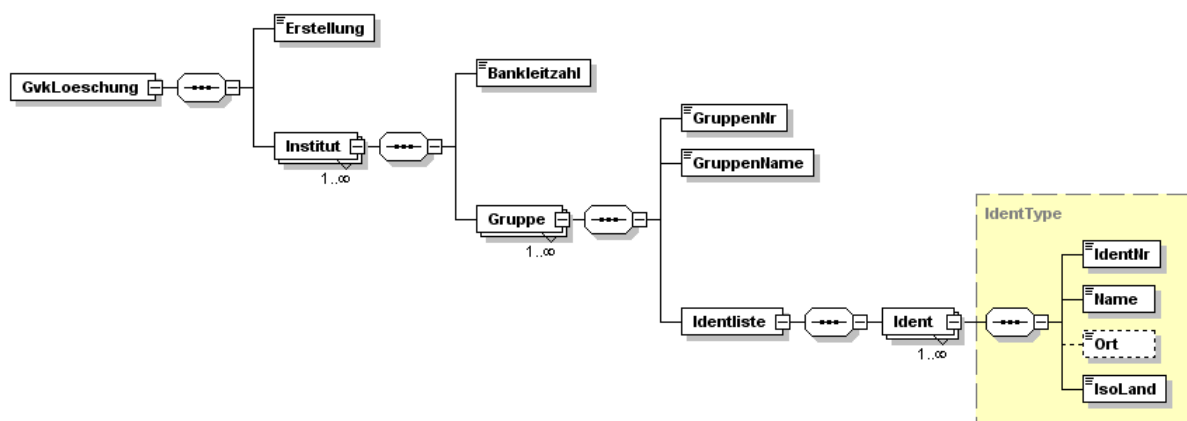 Erstellung
GvkLoeschung
Institut
1..∞
Bankleitzahl
Gruppe
1..∞
GruppenNr
GruppenName
Identliste
Ident
1..∞
IdentType
IdentNr
Name
Ort
IsoLand